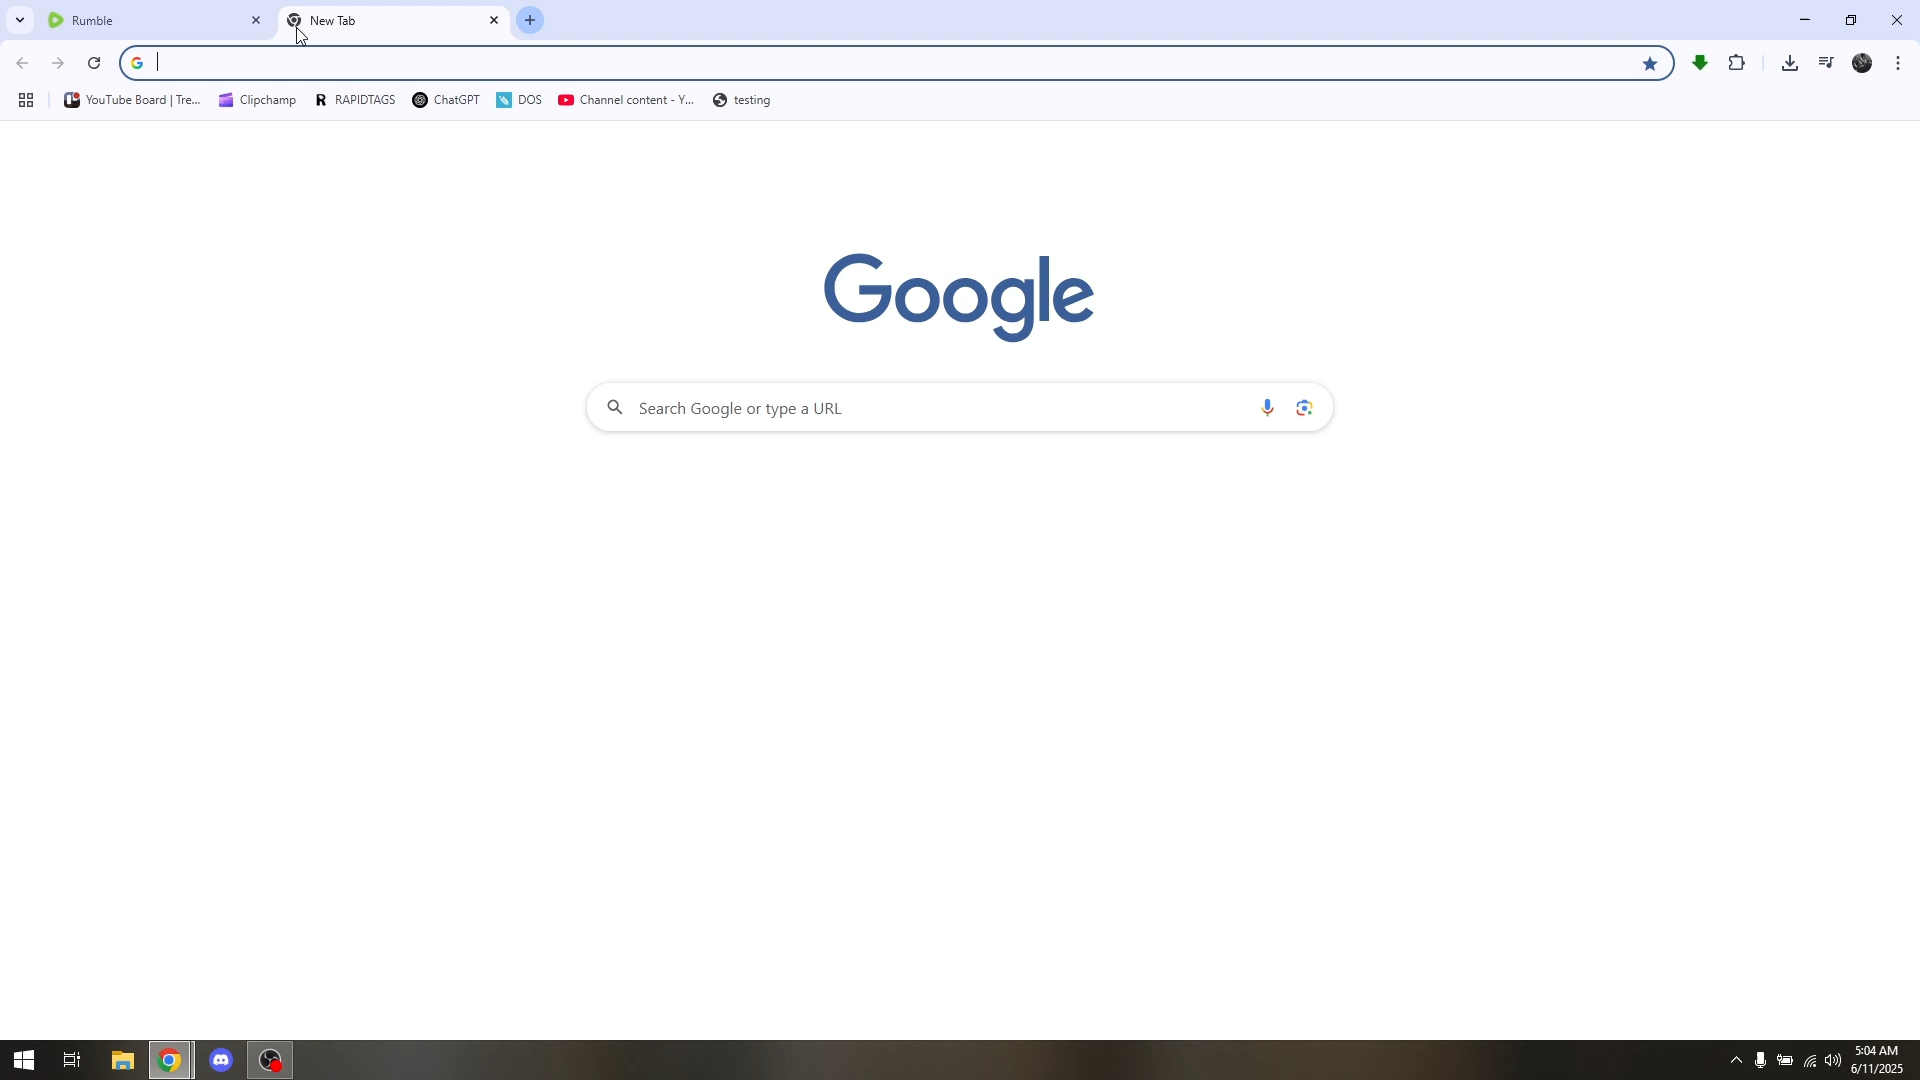 Rumble
New Tab
YouTube Board | Tre...
Clipchamp
RAPIDTAGS
ChatGPT
DOS
Channel content - Y...
testing
Google
Search Google or type a URL
5:04 AM
6/11/2025